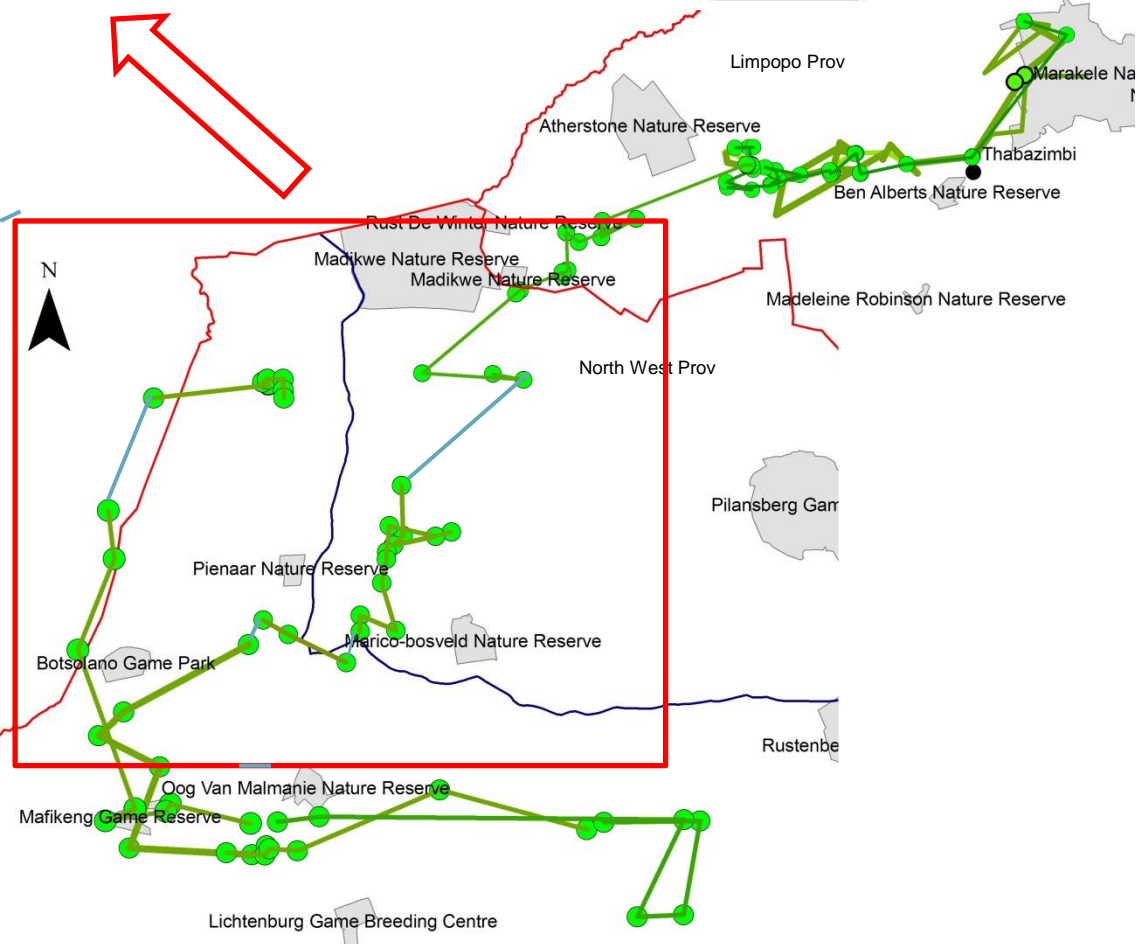 Limpopo Prov
Marakele Na
N
Atherstone Nature Reserve
Thabazimbi
Ben Alberts Nature Reserve
Rust De Winter Nature Reserve
Madikwe Nature Reserve
N
Madikwe Nature Reserve
Madeleine Robinson Nature Reserve
North West Prov
Pilansberg Gam
Pienaar Nature Reserve
Marico-bosveld Nature Reserve
Botsolano Game Park
Rustenbe
Oog Van Malmanie Nature Reserve
Mafikeng Game Reserve
Lichtenburg Game Breeding Centre